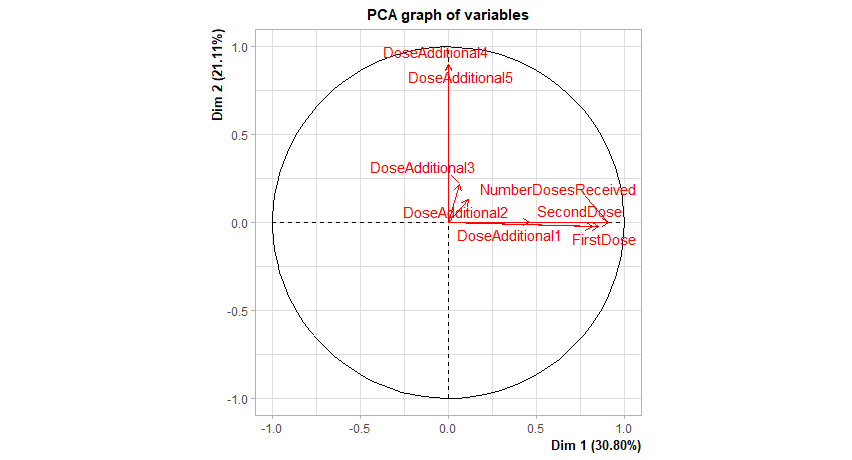 PCA graph of variables
Dim 2 (21.11%)
1.0
0.5
0.0
-0.5
-1.0
DoseAdditional4
DoseAdditional5
DoseAdditional3
NumberDosesReceived
DoseAdditional2
SecondDose
DoseAdditional1
FirstDose
-1.0
-0.5
0.0
0.5
1.0
Dim 1 (30.80%)